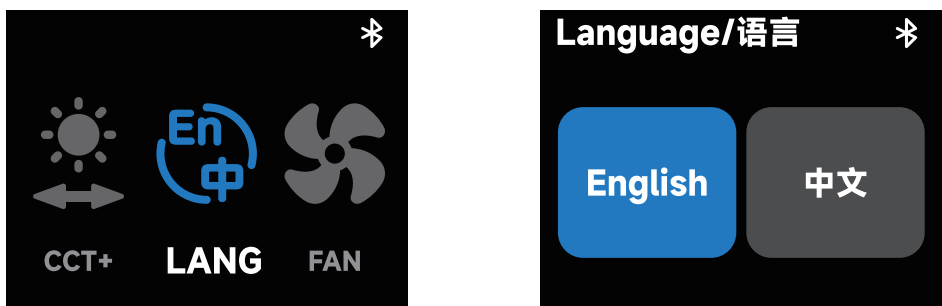 En
中
CCT+ LANG FAN
Language/语言
English 中文